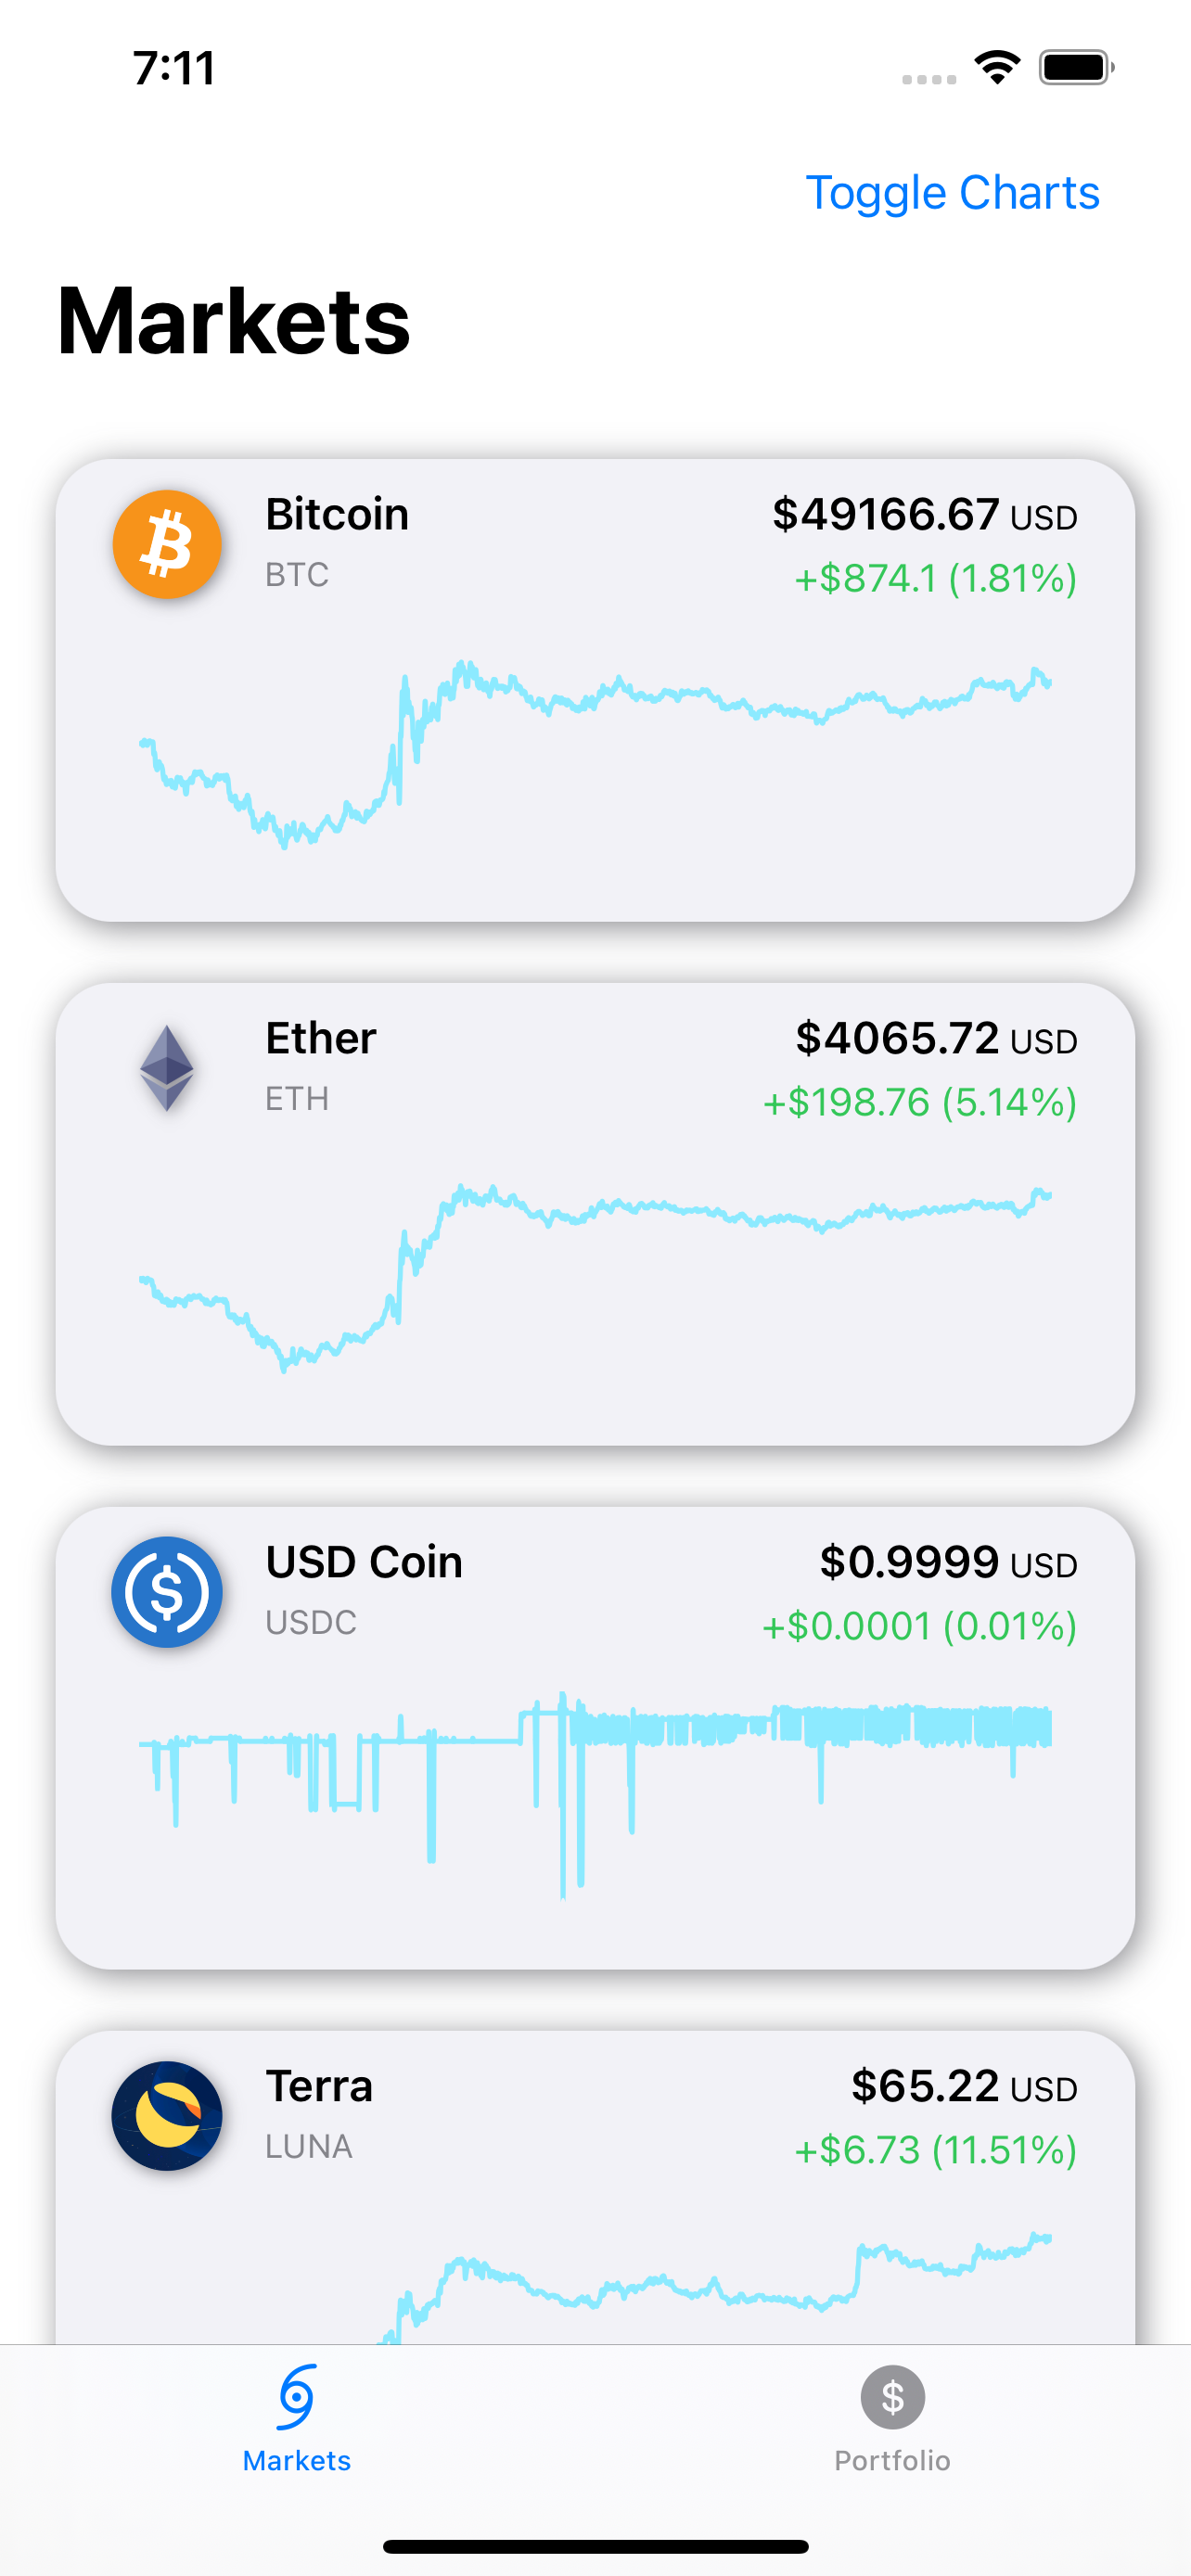 7:11
Toggle Charts
Markets
Bitcoin
$49166.67 USD
BTC
+$874.1 (1.81%)
Ether
$4065.72 USD
ETH
+$198.76 (5.14%)
USD Coin
$0.9999 USD
USDC
+$0.0001 (0.01%)
Terra
$65.22 USD
LUNA
+$6.73 (11.51%)
Markets
Portfolio